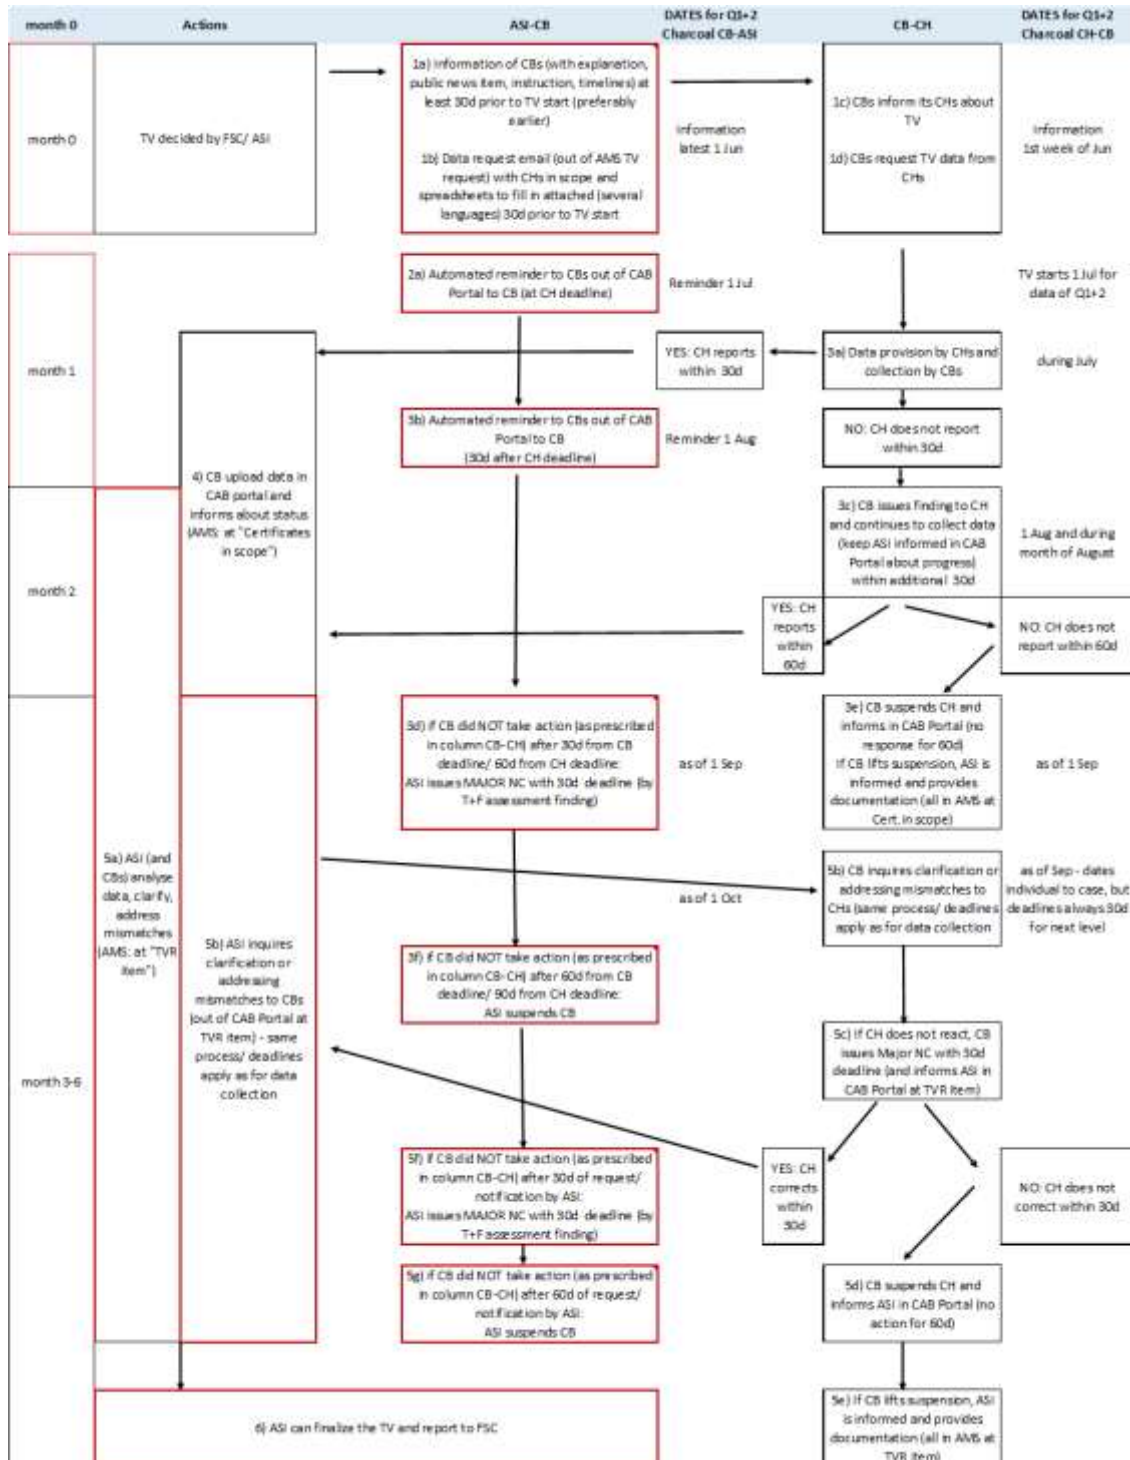 month 0
Actions
ASI-CB
DATES for Q1+2
Charcoal CB-ASI
CB-CH
DATES for Q1+2
Charcoal CH-CB
month 0
TV decided by FSC/ ASI
1a) Information of CBs (with explanation,
public news item, instruction, timelines) at
least 30d prior to TV start (preferably
earlier)
1b) Data request email (out of AMS TV
request) with CHs in scope and
spreadsheets to fill in attached (several
languages) 30d prior to TV start
Information
latest 1 Jun
1c) CBs inform its CHs about
TV
1d) CBs request TV data from
CHs
Information
1st week of Jun
month 1
2a) Automated reminder to CBs out of CAB
Portal to CB (at CH deadline)
Reminder 1 Jul
TV starts 1 Jul for
data of Q1+2
YES: CH reports
within 30d
3a) Data provision by CHs and
collection by CBs
during July
3b) Automated reminder to CBs out of CAB
Portal to CB
(30d after CH deadline)
Reminder 1 Aug
NO: CH does not report
within 30d
4) CB upload data in
CAB portal and
informs about status
(AMS: at "Certificates
in scope")
month 2
3c) CB issues finding to CH
and continues to collect data
(keep ASI informed in CAB
Portal about progress)
within additional 30d
1 Aug and during
month of August
YES: CH
reports
within
60d
NO: CH does not
report within 60d
3d) if CB did NOT take action (as prescribed
in column CB-CH) after 30d from CB
deadline/ 60d from CH deadline:
ASI issues MAJOR NC with 30d deadline (by
T+F assessment finding)
as of 1 Sep
3e) CB suspends CH and
informs in CAB Portal (no
response for 60d)
If CB lifts suspension, ASI is
informed and provides
documentation (all in AMS at
Cert. in scope)
as of 1 Sep
month 3-6
5a) ASI (and
CBs) analyse
data, clarify,
address
mismatches
(AMS: at "TVR
item")
5b) ASI inquires
clarification or
addressing
mismatches to CBs
(out of CAB Portal at
TVR item) - same
process/ deadlines
apply as for data
collection
as of 1 Oct
5b) CB inquires clarification or
addressing mismatches to
CHs (same process/ deadlines
apply as for data collection)
as of Sep - dates
individual to case, but
deadlines always 30d
for next level
3f) if CB did NOT take action (as prescribed
in column CB-CH) after 60d from CB
deadline/ 90d from CH deadline:
ASI suspends CB
5c) If CH does not react, CB
issues Major NC with 30d
deadline (and informs ASI in
CAB Portal at TVR item)
5f) if CB did NOT take action (as prescribed
in column CB-CH) after 30d of request/
notification by ASI:
ASI issues MAJOR NC with 30d deadline (by
T+F assessment finding)
YES: CH
corrects
within
30d
NO: CH does not
correct within 30d
5g) if CB did NOT take action (as prescribed
in column CB-CH) after 60d of request/
notification by ASI:
ASI suspends CB
5d) CB suspends CH and
informs ASI in CAB Portal (no
action for 60d)
6) ASI can finalize the TV and report to FSC
5e) If CB lifts suspension, ASI
is informed and provides
documentation (all in AMS at
TVR item)